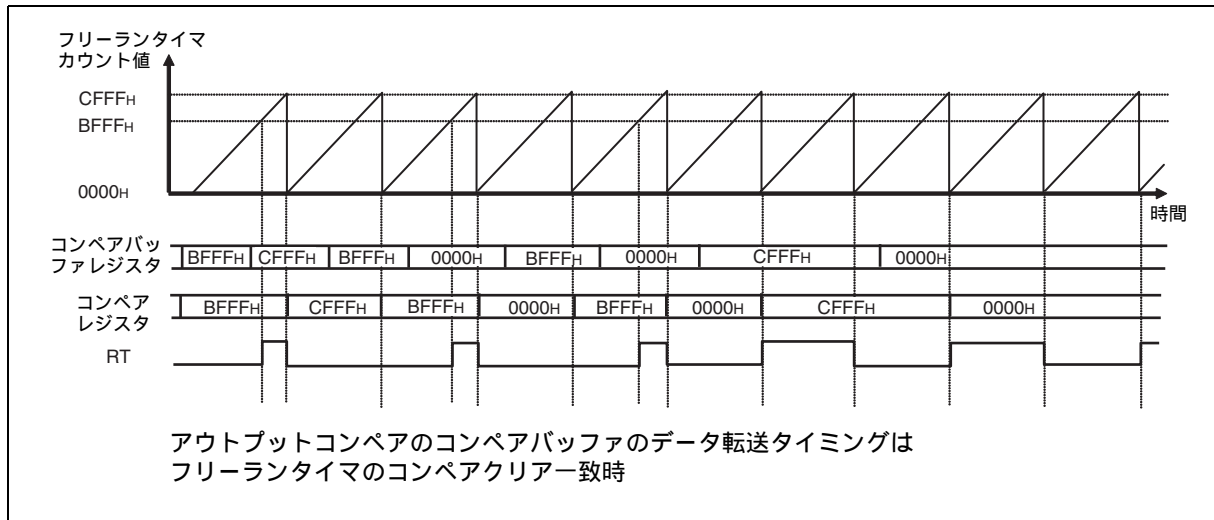 フリーランタイマ
カウント値
CFFFH
BFFFH
0000H
時間
コンペアバッ
ファレジスタ
BFFFH CFFFH BFFFH 0000H BFFFH 0000H CFFFH 0000H
コンペア
レジスタ
BFFFH CFFFH BFFFH 0000H BFFFH 0000H CFFFH 0000H
RT
アウトプットコンペアのコンペアバッファのデータ転送タイミングは
フリーランタイマのコンペアクリア一致時